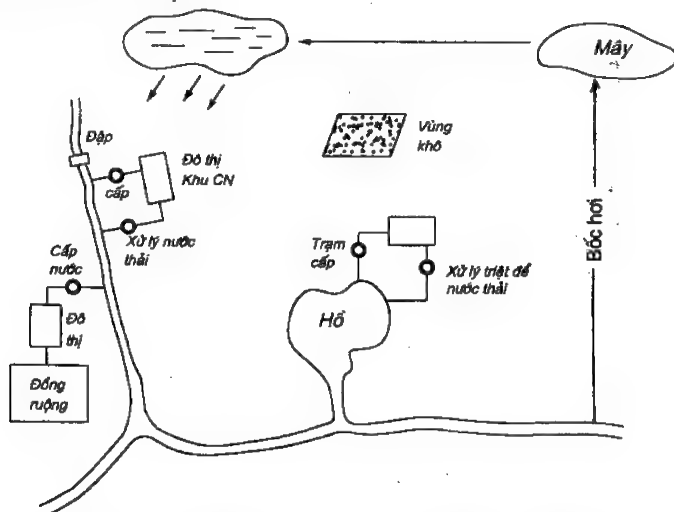 Mây
Đập
cấp
Đô thị
Khu CN
Vùng
khô
Xử lý nước
thải
Cấp
nước
Đô
thị
Đồng
ruộng
Trạm
cấp
Xử lý triệt để
nước thải
Hồ
Bốc hơi